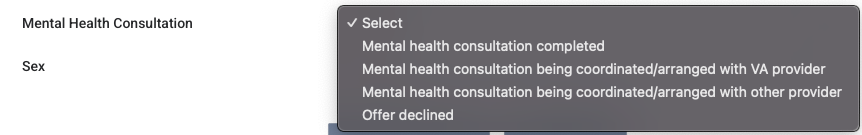 Mental Health Consultation
✓ Select
Mental health consultation completed
Sex
Mental health consultation being coordinated/arranged with VA provider
Mental health consultation being coordinated/arranged with other provider
Offer declined